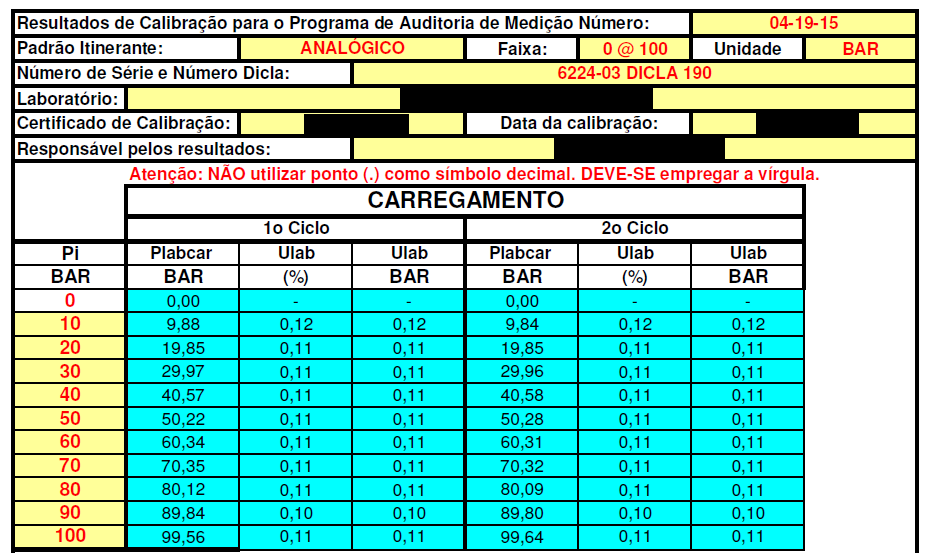 Resultados de Calibração para o Programa de Auditoria de Medição Número: 04-19-15
Padrão Itinerante: ANALÓGICO Faixa: 0 @ 100 Unidade BAR
Número de Série e Número Dicla: 6224-03 DICLA 190
Laboratório:
Certificado de Calibração: Data da calibração:
Responsável pelos resultados:
Atenção: NÃO utilizar ponto (.) como símbolo decimal. DEVE-SE empregar a vírgula.
CARREGAMENTO
1o Ciclo 2o Ciclo
Pi Plabcar Ulab Ulab Plabcar Ulab Ulab
BAR BAR (%) BAR BAR (%) BAR
0 0,00 - - 0,00 - -
10 9,88 0,12 0,12 9,84 0,12 0,12
20 19,85 0,11 0,11 19,85 0,11 0,11
30 29,97 0,11 0,11 29,96 0,11 0,11
40 40,57 0,11 0,11 40,58 0,11 0,11
50 50,22 0,11 0,11 50,28 0,11 0,11
60 60,34 0,11 0,11 60,31 0,11 0,11
70 70,35 0,11 0,11 70,32 0,11 0,11
80 80,12 0,11 0,11 80,09 0,11 0,11
90 89,84 0,10 0,10 89,80 0,10 0,10
100 99,56 0,11 0,11 99,64 0,11 0,11